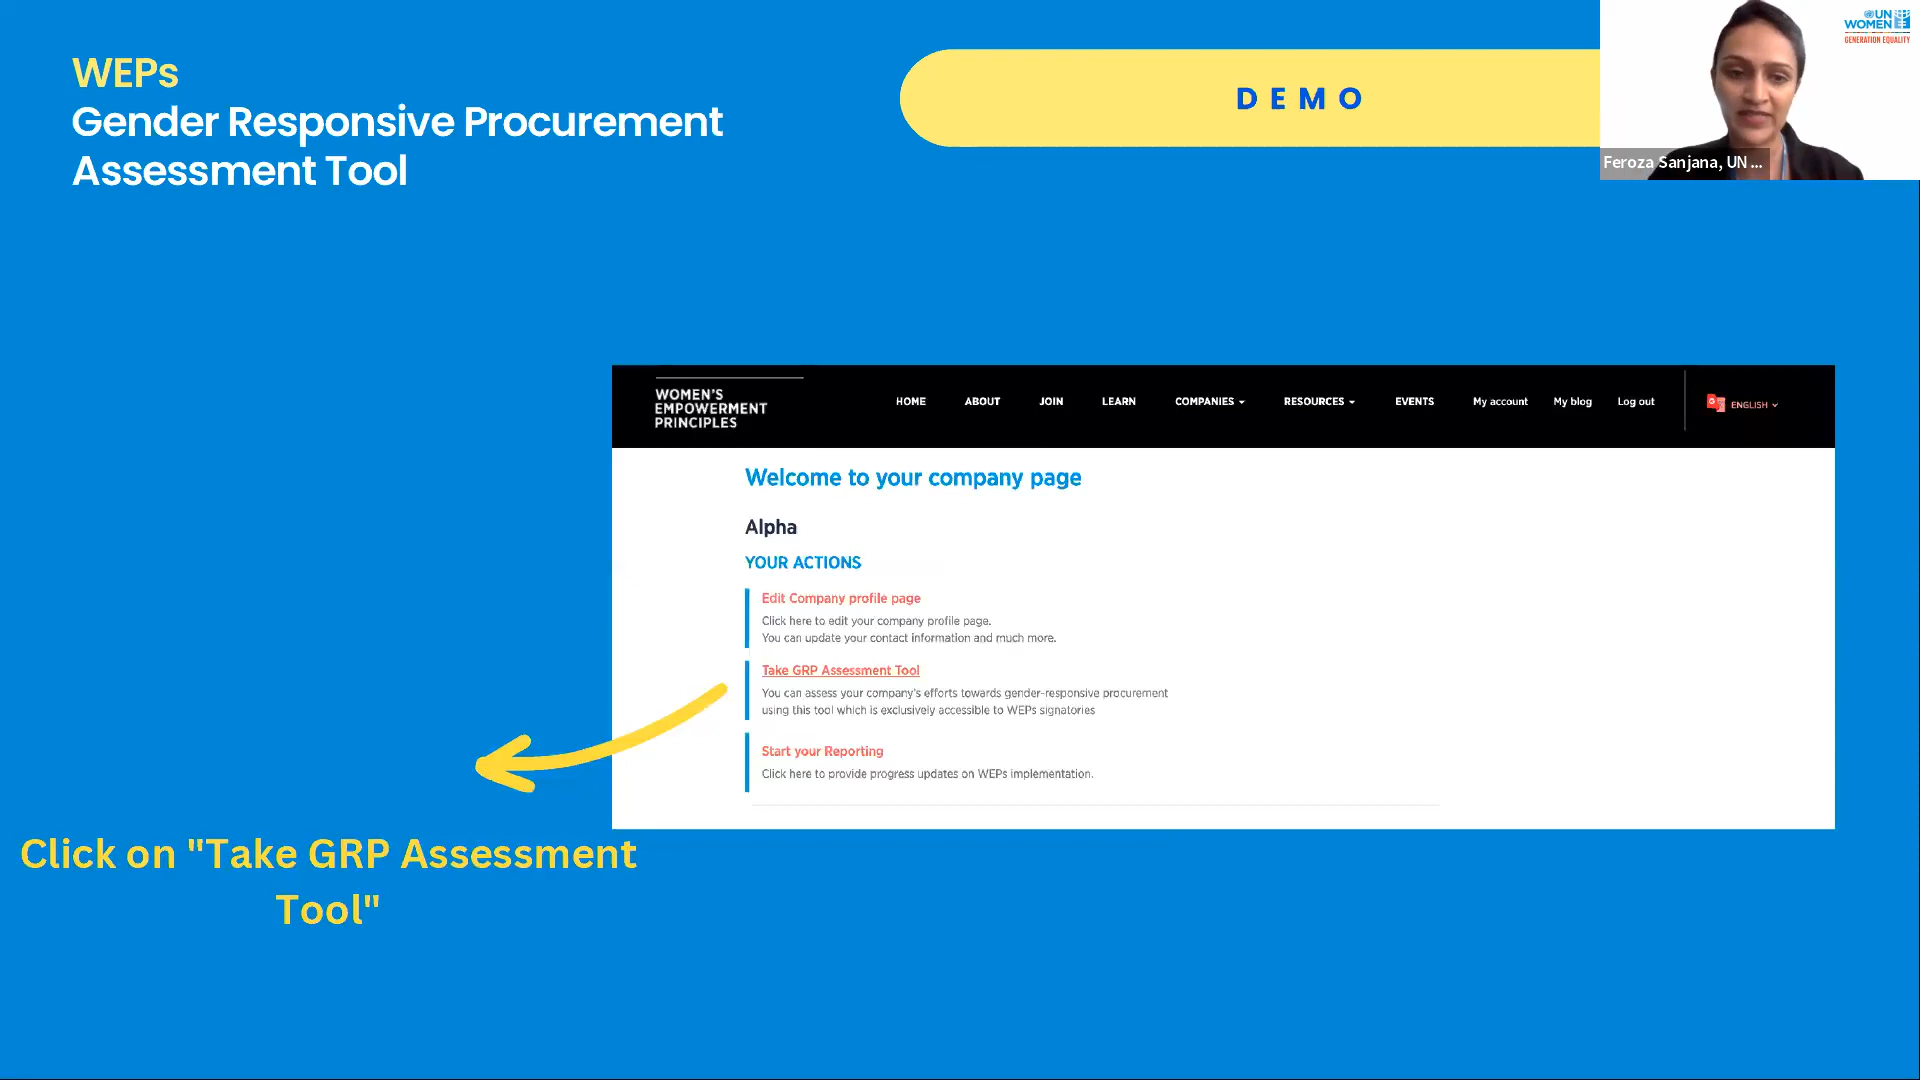 WEPs
Gender Responsive Procurement
Assessment Tool
DEMO
UN
WOMEN
GENERATION EQUALITY
Feroza Sanjana, UN ...
WOMEN'S
EMPOWERMENT
PRINCIPLES
HOME ABOUT JOIN LEARN COMPANIES RESOURCES EVENTS My account My blog Log out ENGLISH
Welcome to your company page
Alpha
YOUR ACTIONS
Edit Company profile page
Click here to edit your company profile page.
You can update your contact information and much more.
Take GRP Assessment Tool
You can assess your company's efforts towards gender-responsive procurement
using this tool which is exclusively accessible to WEPs signatories
Start your Reporting
Click here to provide progress updates on WEPs implementation.
Click on "Take GRP Assessment
Tool"